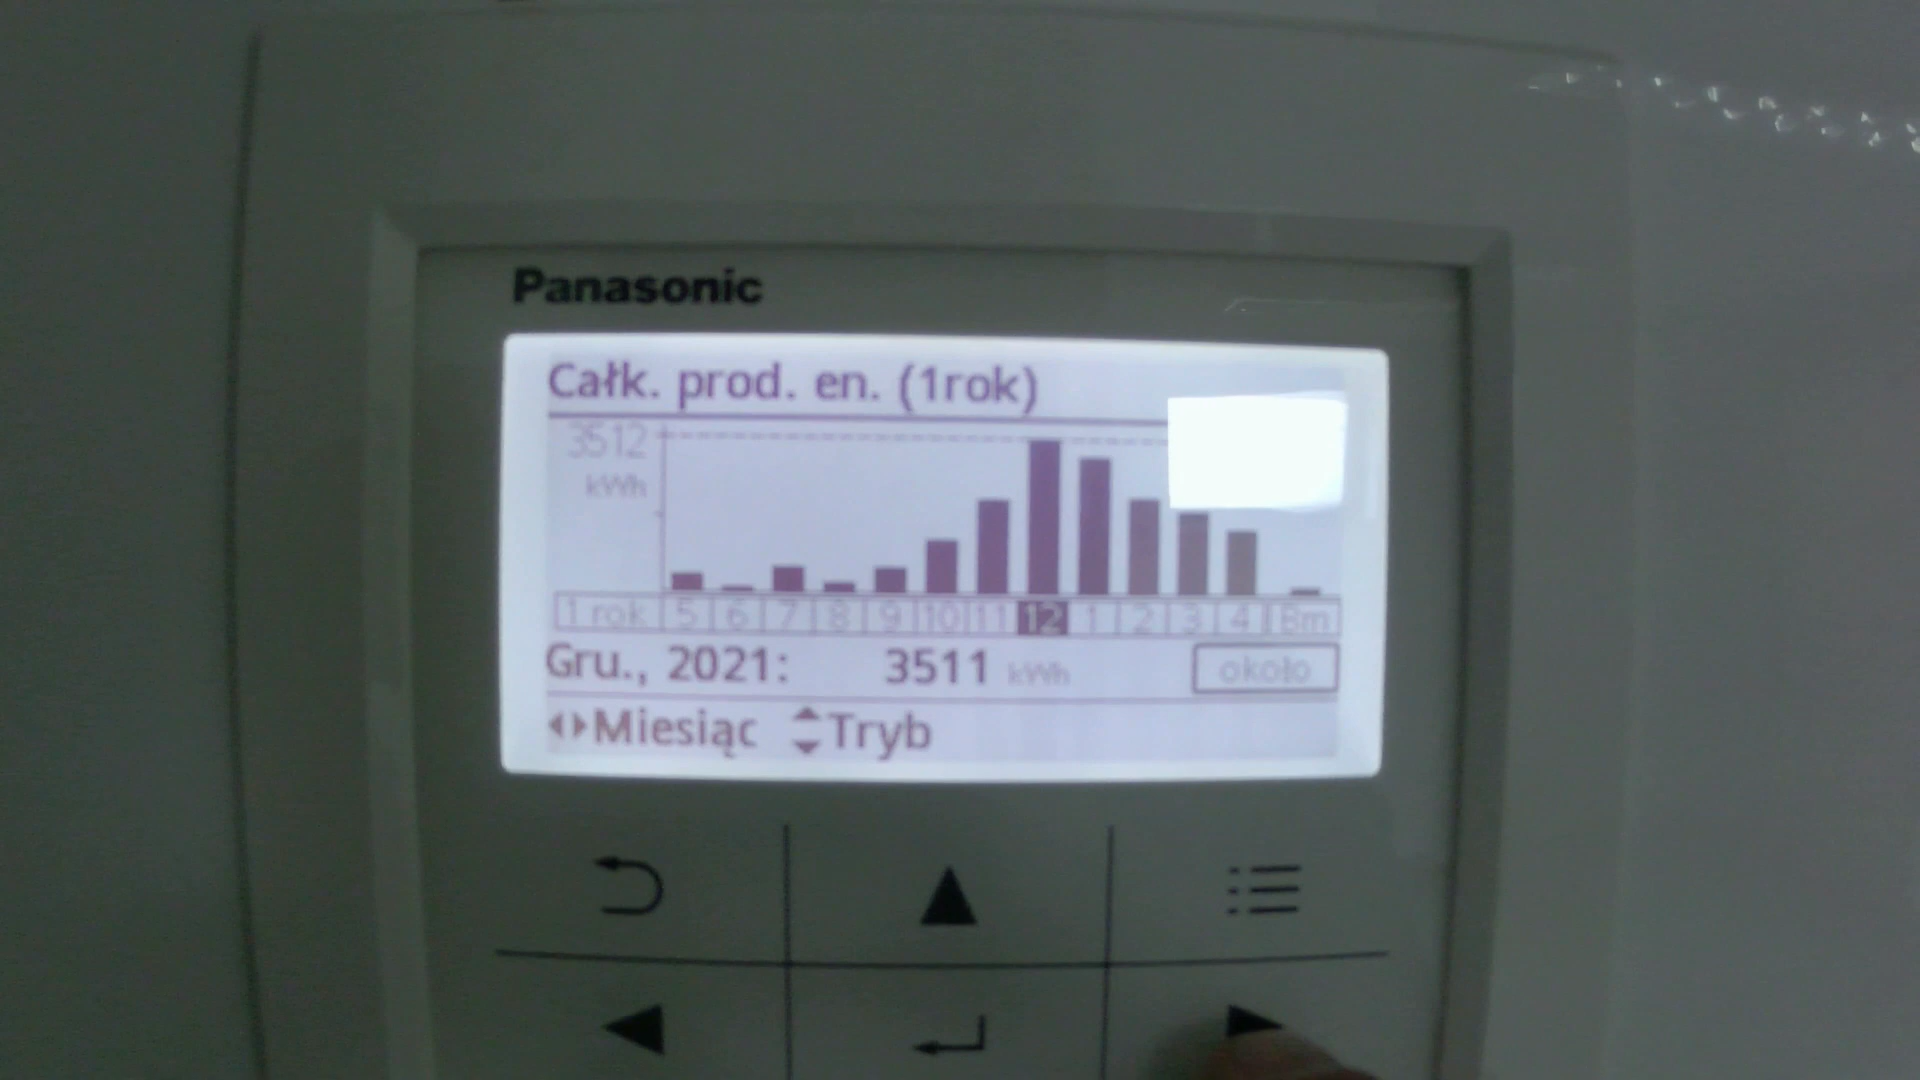 Panasonic
Całk. prod. en. (1rok)
3512
kWh
1 rok 5 6 7 8 9 10 11 12 1 2 3 4 Bm
Gru., 2021: 3511 kWh około
Miesiąc Tryb